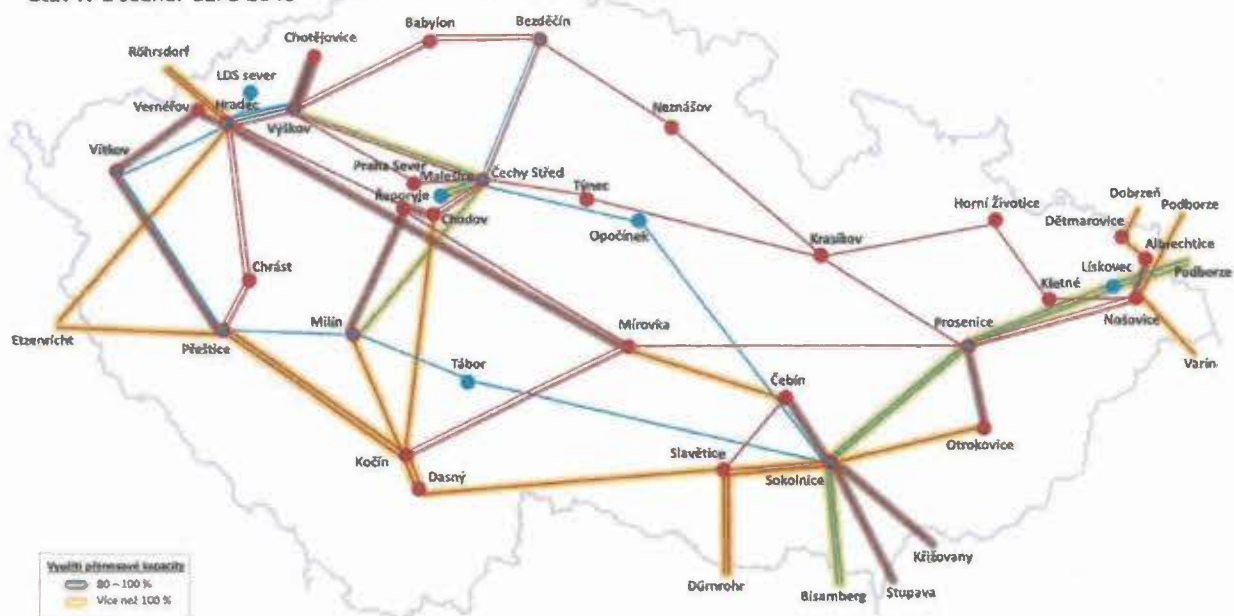 Babylon
Bezděčín
Chotějovice
Röhrsdorf
LDS sever
Vernéřov
Hradec
Výškov
Neznášov
Vítkov
Praha Sever
Čechy Střed
Malešice
Týnec
Řeporyje
Chodov
Opočínek
Horní Životice
Dobrzeň
Dětmarovice
Podborze
Krasíkov
Albrechtice
Lískovec
Podborze
Chrást
Kletné
Nošovice
Etzenricht
Přeštice
Milín
Mírovka
Prosenice
Varín
Tábor
Čebín
Kočín
Dasný
Slavětice
Sokolnice
Otrokovice
Křižovany
Dürnrohr
Bisamberg
Stupava
Využití přenosové kapacity
80 – 100 %
Více než 100 %